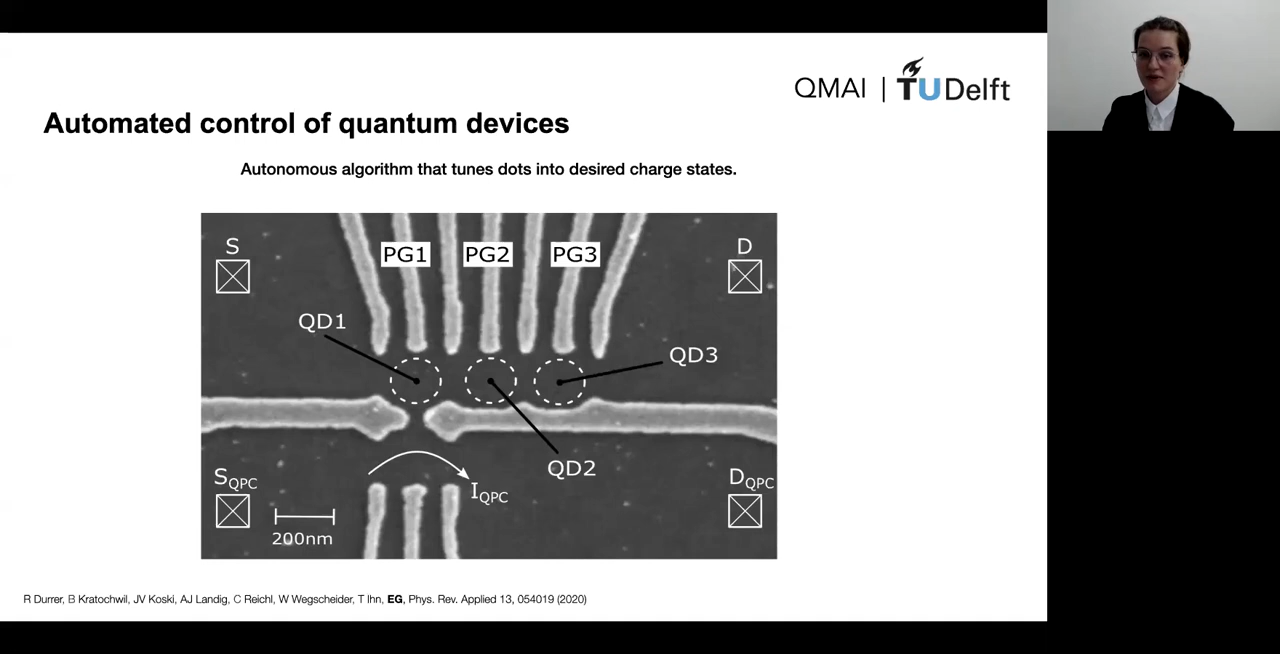 QMAI | TUDelft
Automated control of quantum devices
Autonomous algorithm that tunes dots into desired charge states.
S
PG1
PG2
PG3
D
QD1
QD3
QD2
SQPC
IQPC
DQPC
200nm
R Durrer, B Kratochwil, JV Koski, AJ Landig, C Reichl, W Wegscheider, T Ihn, EG, Phys. Rev. Applied 13, 054019 (2020)